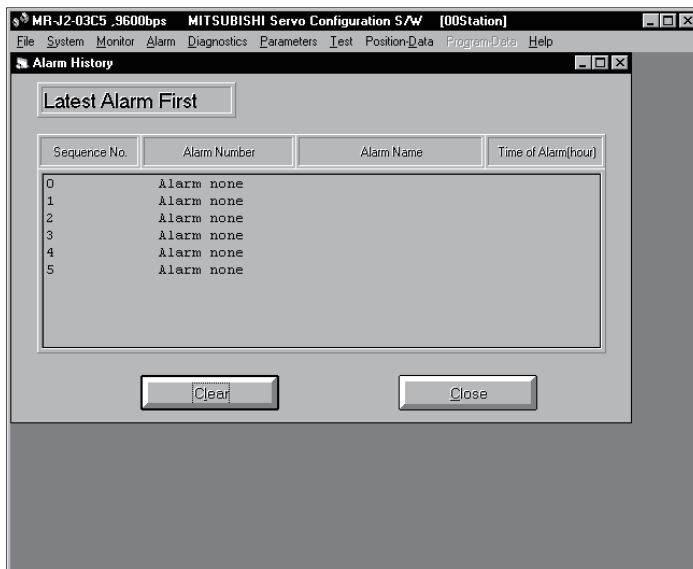 MR-J2-03C5 ,9600bps MITSUBISHI Servo Configuration S/W [00Station]
File System Monitor Alarm Diagnostics Parameters Test Position-Data Program-Data Help
Alarm History
Latest Alarm First
Sequence No. Alarm Number Alarm Name Time of Alarm(hour)
0 Alarm none
1 Alarm none
2 Alarm none
3 Alarm none
4 Alarm none
5 Alarm none
Clear Close